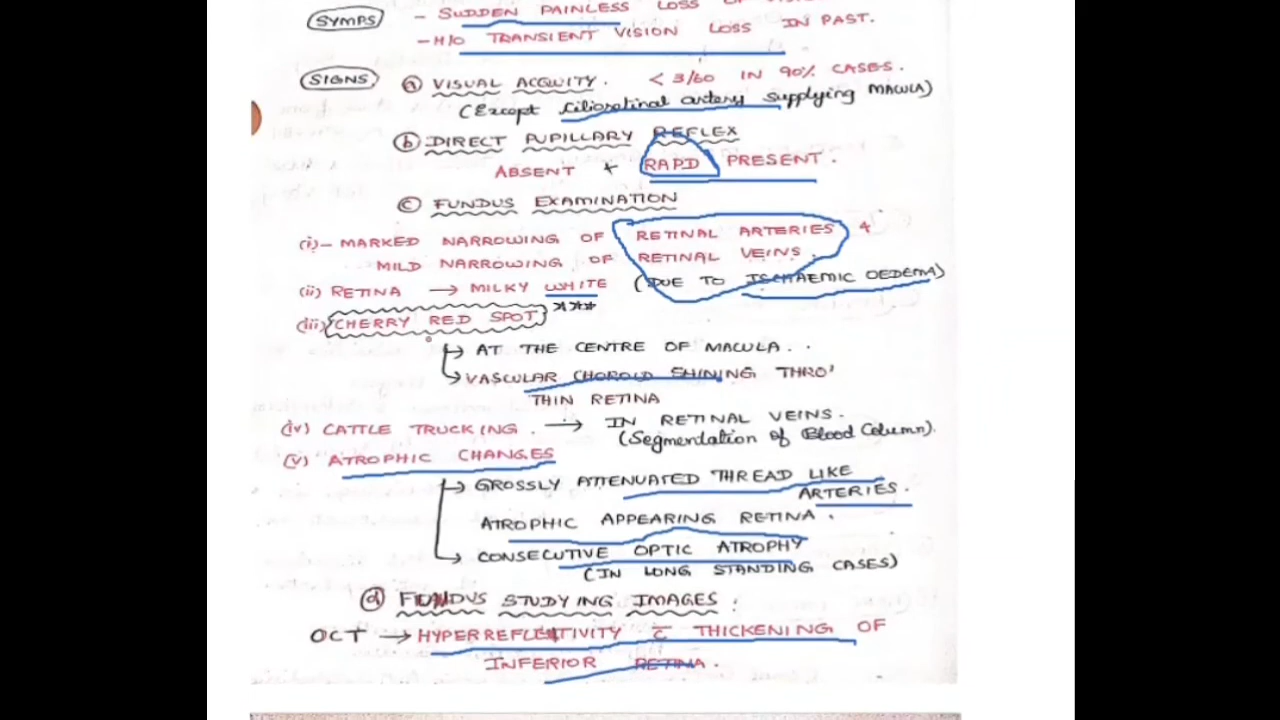 SYMPS - SUDDEN PAINLESS LOSS OF
- H/O TRANSIENT VISION LOSS IN PAST.
SIGNS (a) VISUAL ACQUITY. < 3/60 IN 90% CASES.
(Except cilioretinal artery supplying MACULA)
(b) DIRECT PUPILLARY REFLEX
ABSENT + RAPD PRESENT.
(c) FUNDUS EXAMINATION
(i) - MARKED NARROWING OF RETINAL ARTERIES &
MILD NARROWING OF RETINAL VEINS.
(ii) RETINA → MILKY WHITE (DUE TO ISCHAEMIC OEDEMA)
(iii) CHERRY RED SPOT ***
↳ AT THE CENTRE OF MACULA..
↳ VASCULAR CHOROID SHINING THRO'
THIN RETINA
(iv) CATTLE TRUCKING. → IN RETINAL VEINS.
(Segmentation of Blood Column).
(v) ATROPHIC CHANGES
→ GROSSLY ATTENUATED THREAD LIKE
ARTERIES.
ATROPHIC APPEARING RETINA.
→ CONSECUTIVE OPTIC ATROPHY
(IN LONG STANDING CASES)
(d) FUNDUS STUDYING IMAGES.
OCT → HYPERREFLECTIVITY c̄ THICKENING OF
INFERIOR RETINA.